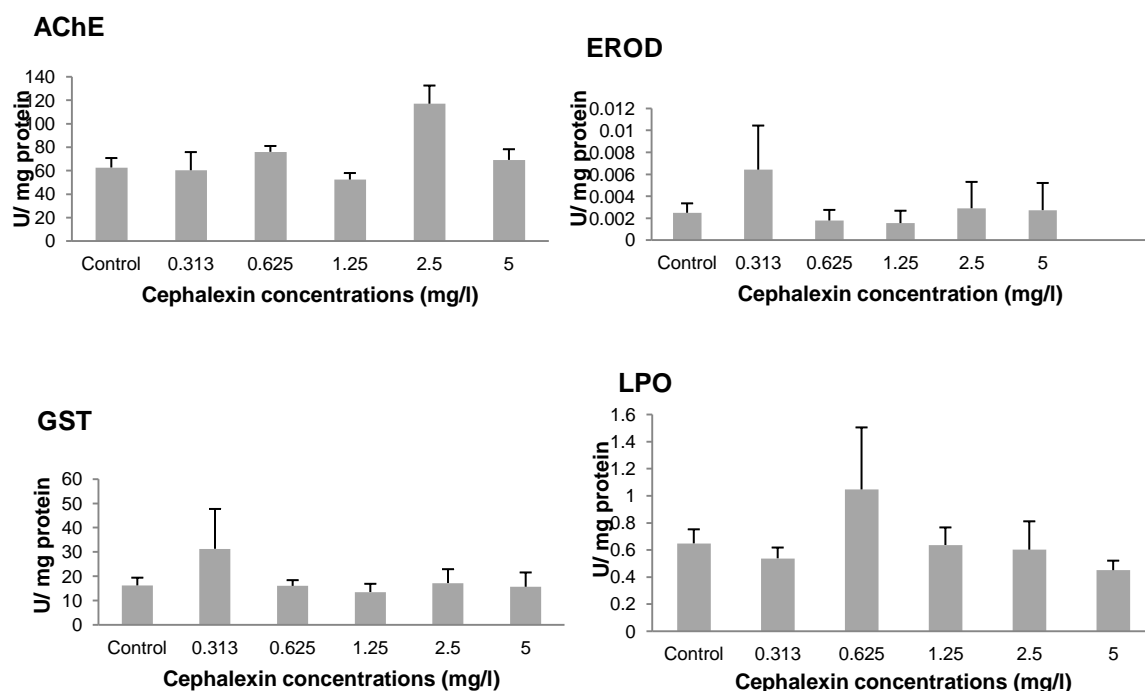 AChE
U/ mg protein
140
120
100
80
60
40
20
0
Control 0.313 0.625 1.25 2.5 5
Cephalexin concentrations (mg/l)
EROD
U/ mg protein
0.012
0.01
0.008
0.006
0.004
0.002
0
Control 0.313 0.625 1.25 2.5 5
Cephalexin concentration (mg/l)
GST
U/ mg protein
60
50
40
30
20
10
0
Control 0.313 0.625 1.25 2.5 5
Cephalexin concentrations (mg/l)
LPO
U/ mg protein
1.6
1.4
1.2
1
0.8
0.6
0.4
0.2
0
Control 0.313 0.625 1.25 2.5 5
Cephalexin concentrations (mg/l)